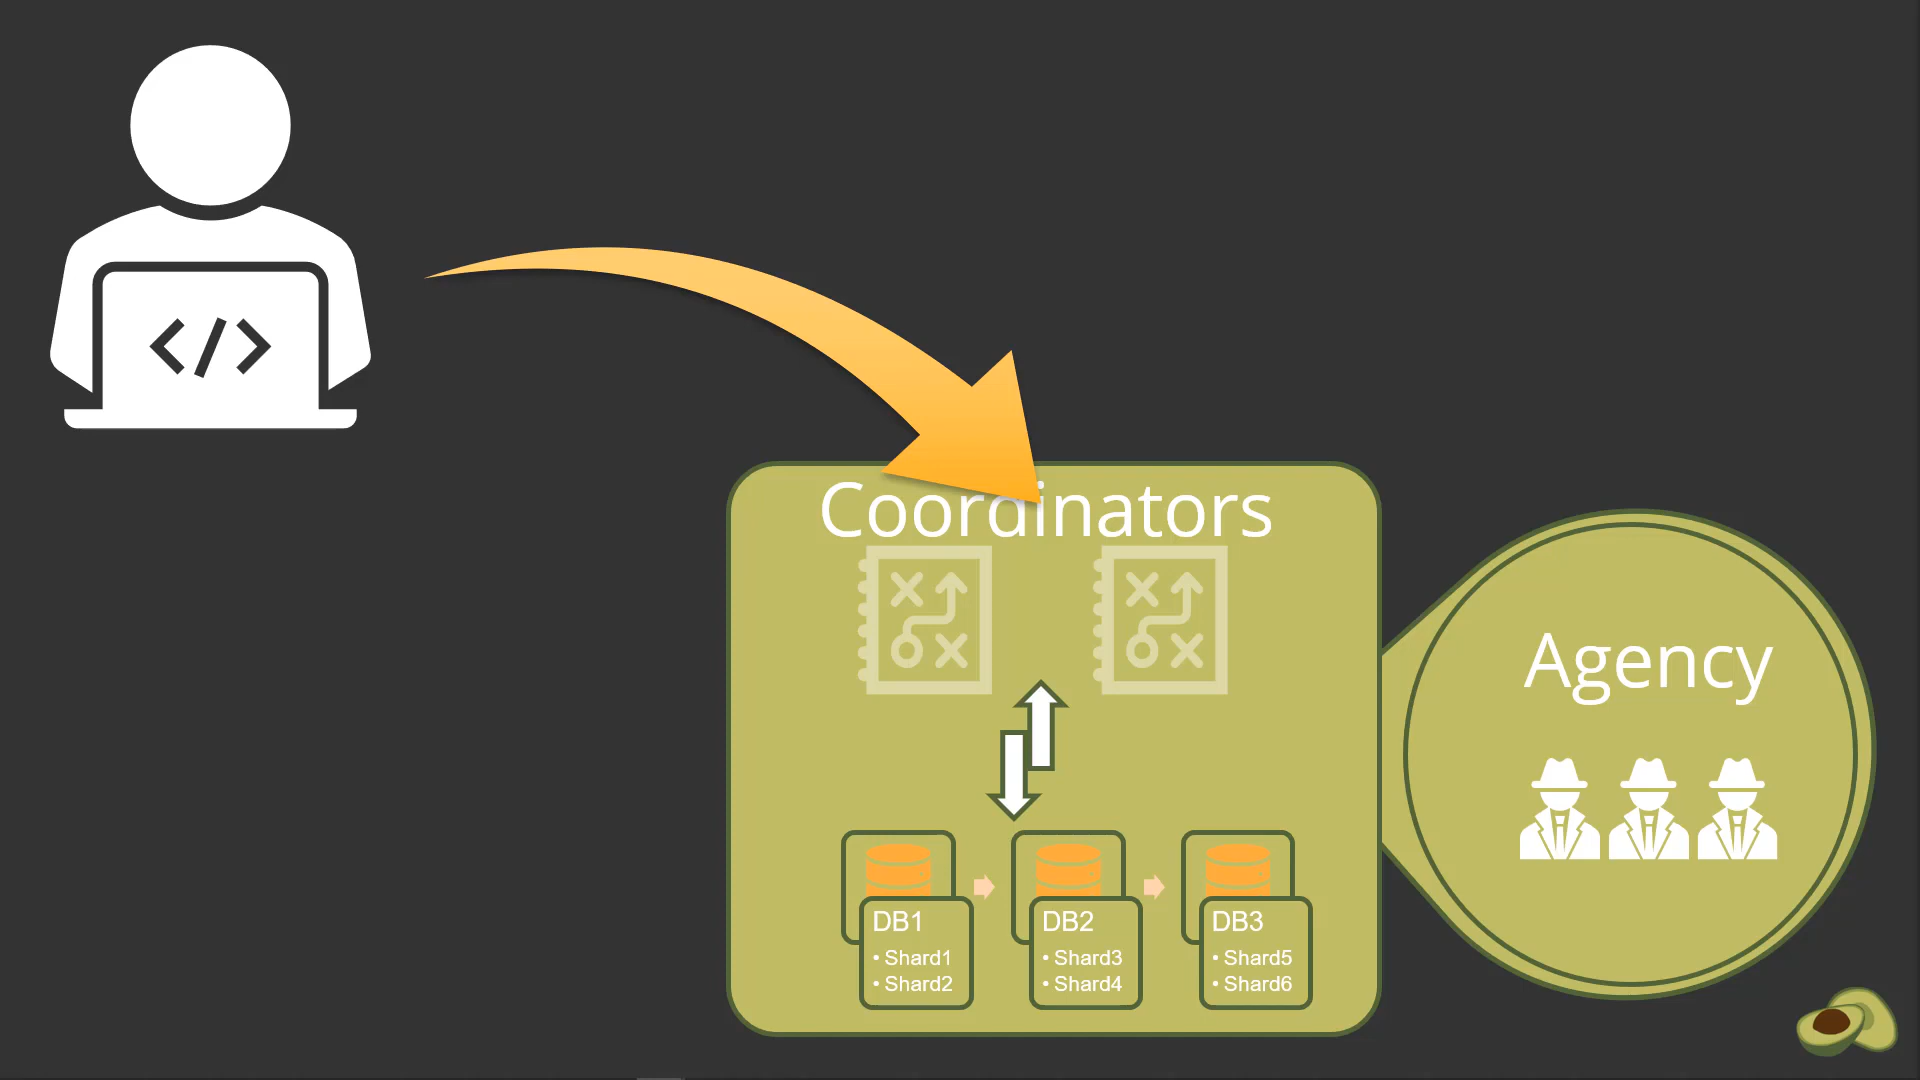 </>
Coordinators
Agency
DB1
• Shard1
• Shard2
DB2
• Shard3
• Shard4
DB3
• Shard5
• Shard6